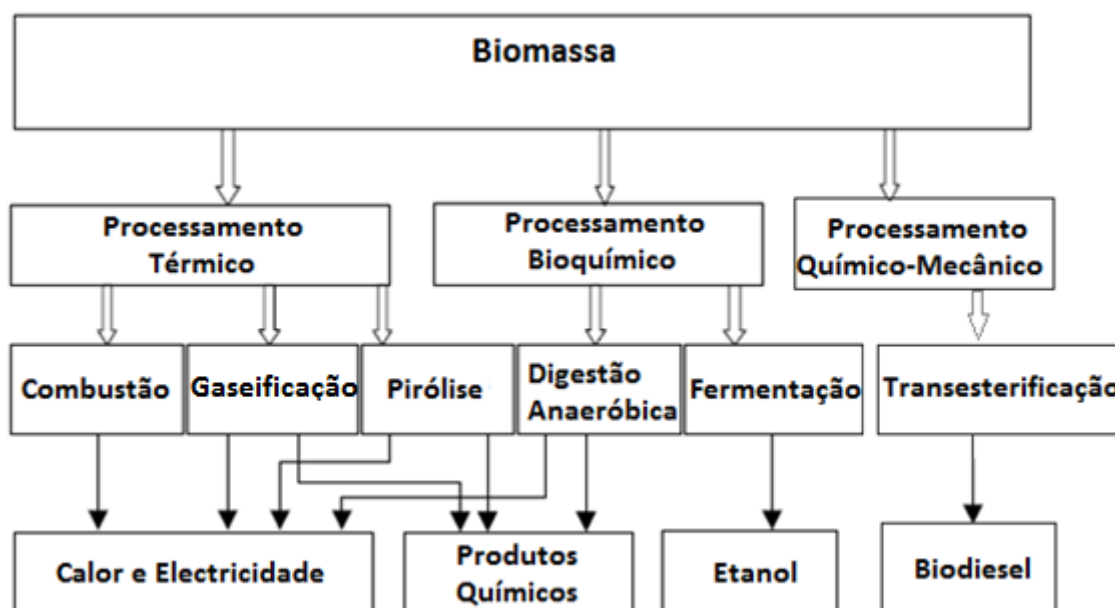 Biomassa
Processamento
Térmico
Processamento
Bioquímico
Processamento
Químico-Mecânico
Combustão
Gaseificação
Pirólise
Digestão
Anaeróbica
Fermentação
Transesterificação
Calor e Electricidade
Produtos
Químicos
Etanol
Biodiesel